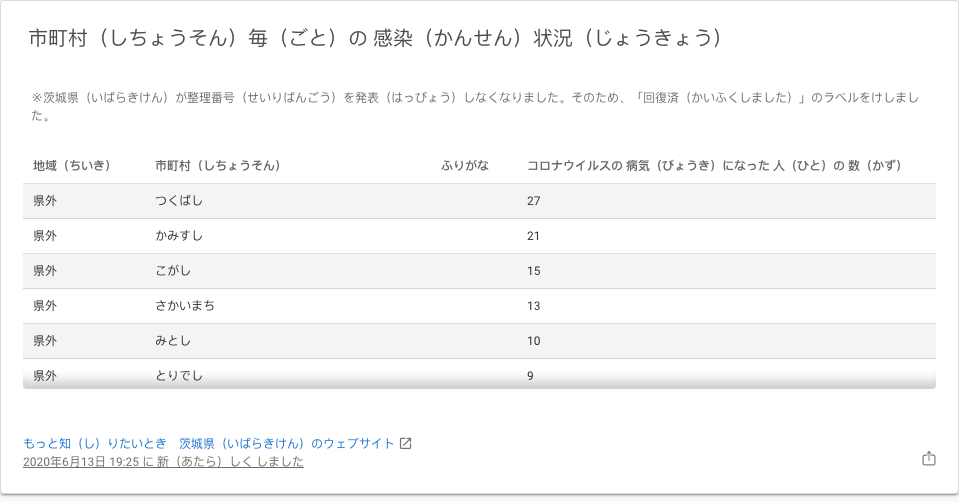 市町村（しちょうそん）毎（ごと）の 感染（かんせん）状況（じょうきょう）
※茨城県（いばらきけん）が整理番号（せいりばんごう）を発表（はっぴょう）しなくなりました。そのため、「回復済（かいふくしました）」のラベルをけしまし
た。
地域（ちいき） 市町村（しちょうそん） ふりがな コロナウイルスの 病気（びょうき）になった 人（ひと）の 数（かず）
県外 つくばし 27
県外 かみすし 21
県外 こがし 15
県外 さかいまち 13
県外 みとし 10
県外 とりでし 9
もっと知（し）りたいとき　茨城県（いばらきけん）のウェブサイト
2020年6月13日 19:25 に 新（あたら）しく しました